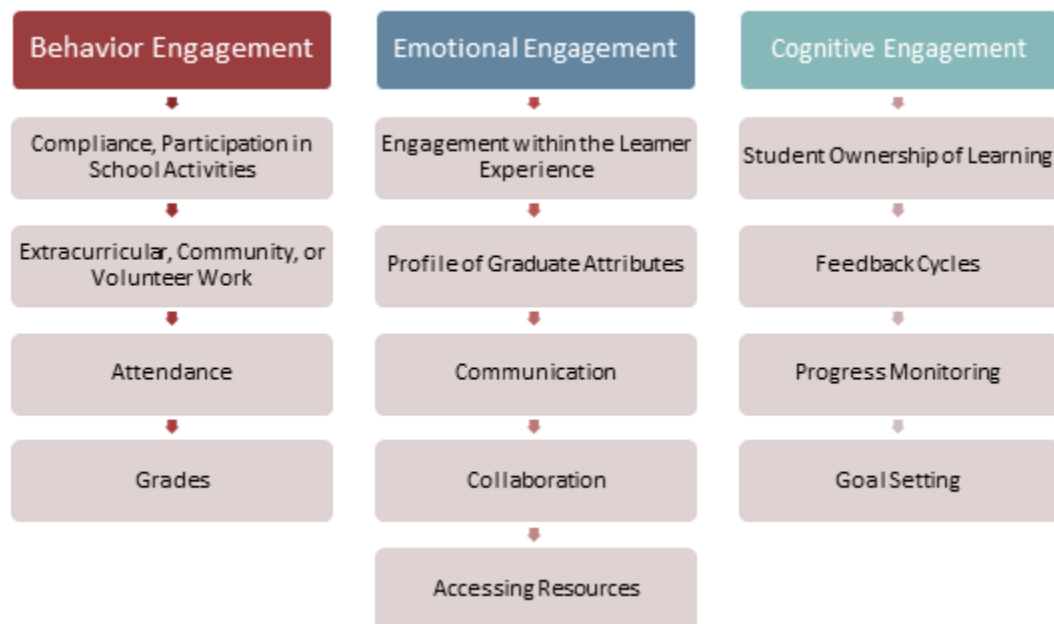 Behavior Engagement
Compliance, Participation in
School Activities
Extracurricular, Community, or
Volunteer Work
Attendance
Grades
Emotional Engagement
Engagement within the Learner
Experience
Profile of Graduate Attributes
Communication
Collaboration
Accessing Resources
Cognitive Engagement
Student Ownership of Learning
Feedback Cycles
Progress Monitoring
Goal Setting